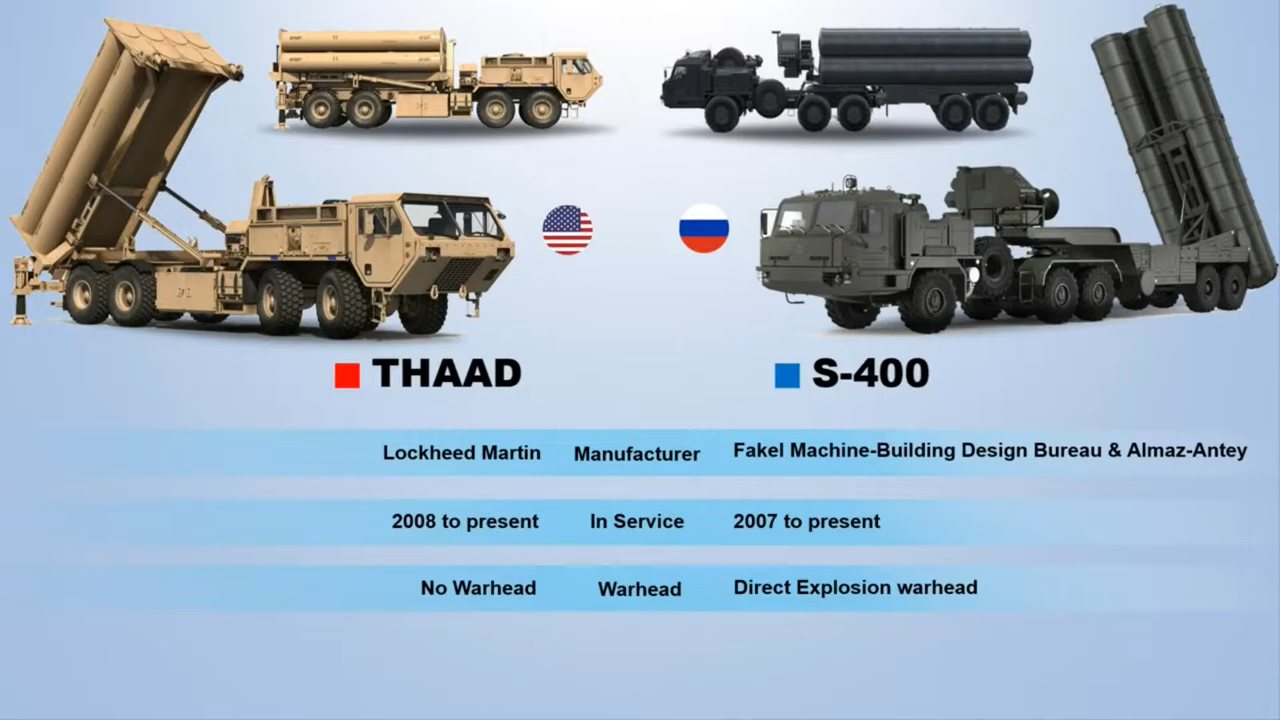 THAAD
S-400
Lockheed Martin
Manufacturer
Fakel Machine-Building Design Bureau & Almaz-Antey
2008 to present
In Service
2007 to present
No Warhead
Warhead
Direct Explosion warhead